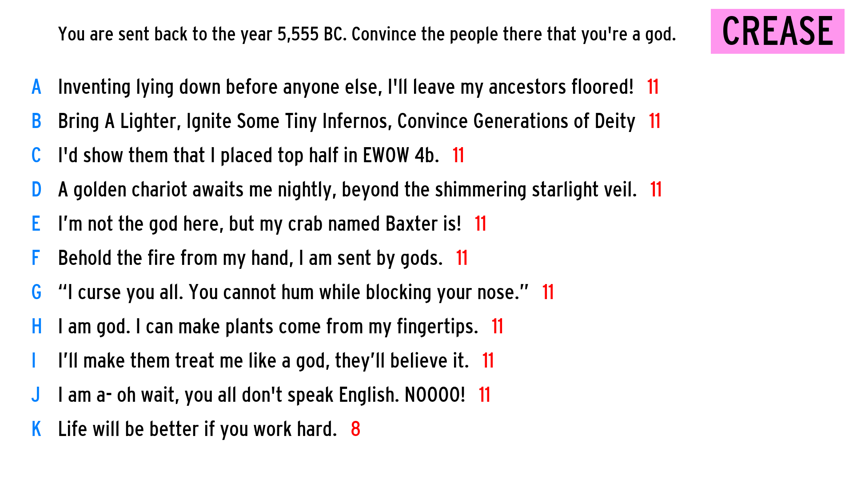 You are sent back to the year 5,555 BC. Convince the people there that you're a god.
CREASE
A Inventing lying down before anyone else, I'll leave my ancestors floored! 11
B Bring A Lighter, Ignite Some Tiny Infernos, Convince Generations of Deity 11
C I'd show them that I placed top half in EWOW 4b. 11
D A golden chariot awaits me nightly, beyond the shimmering starlight veil. 11
E I’m not the god here, but my crab named Baxter is! 11
F Behold the fire from my hand, I am sent by gods. 11
G “I curse you all. You cannot hum while blocking your nose.” 11
H I am god. I can make plants come from my fingertips. 11
I I’ll make them treat me like a god, they’ll believe it. 11
J I am a- oh wait, you all don't speak English. NOOOO! 11
K Life will be better if you work hard. 8